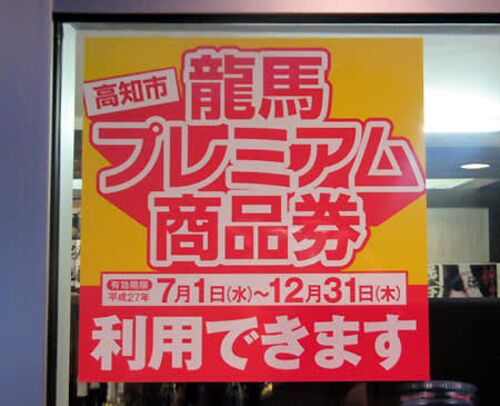 高知市
龍馬
プレミアム
商品券
有効期限
平成27年
7月1日(水)～12月31日(木)
利用できます